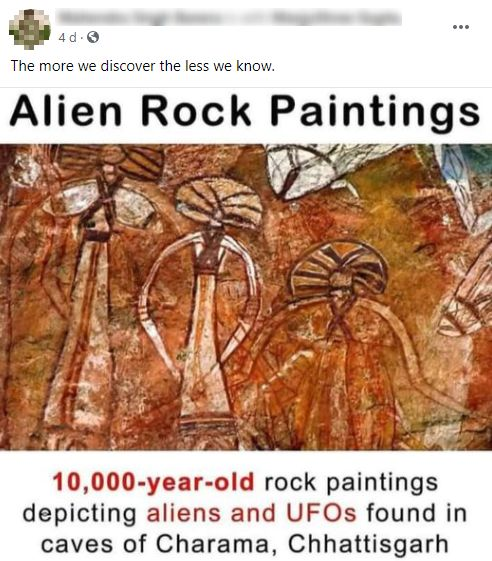 4 d ·
The more we discover the less we know.
Alien Rock Paintings
10,000-year-old rock paintings
depicting aliens and UFOs found in
caves of Charama, Chhattisgarh